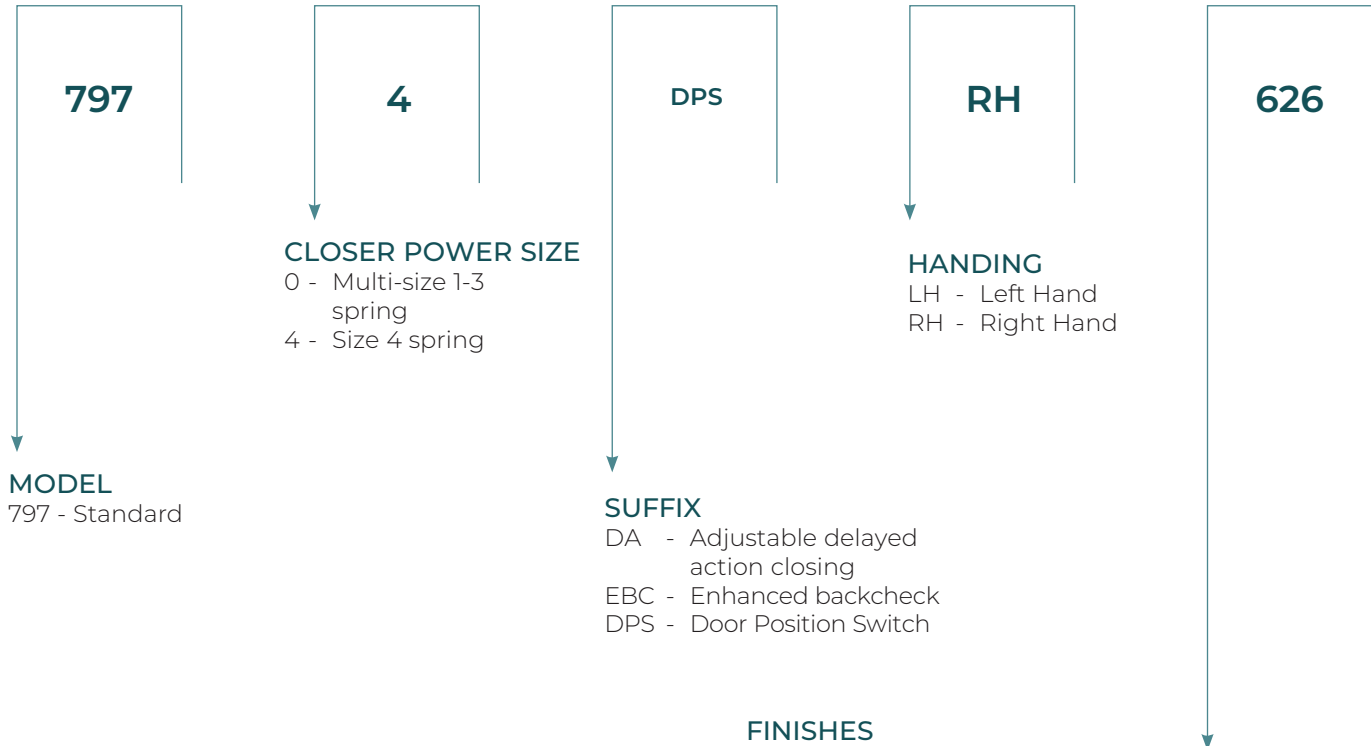 797
4
DPS
RH
626
CLOSER POWER SIZE
0 - Multi-size 1-3
spring
4 - Size 4 spring
HANDING
LH - Left Hand
RH - Right Hand
MODEL
797 - Standard
SUFFIX
DA - Adjustable delayed
action closing
EBC - Enhanced backcheck
DPS - Door Position Switch
FINISHES